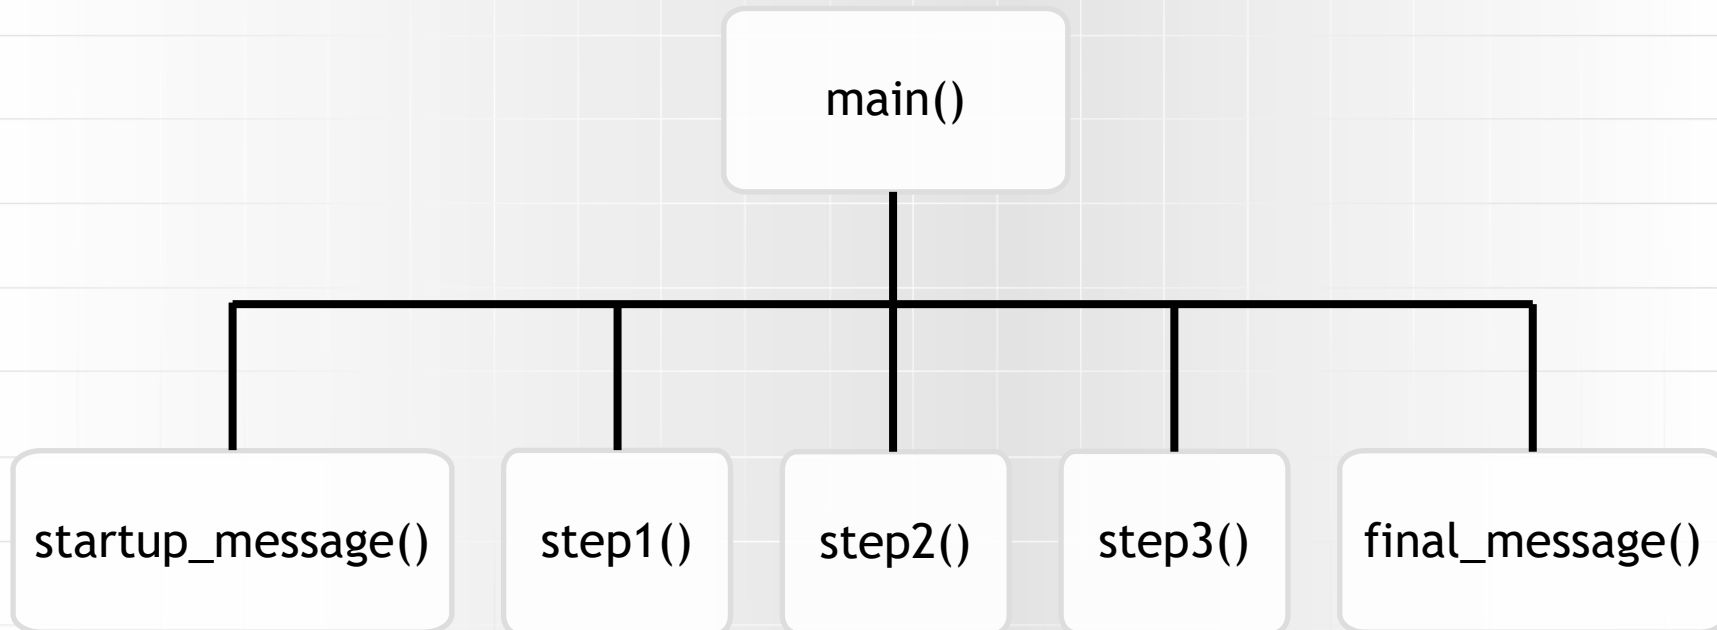 main()
startup_message()
step1()
step2()
step3()
final_message()